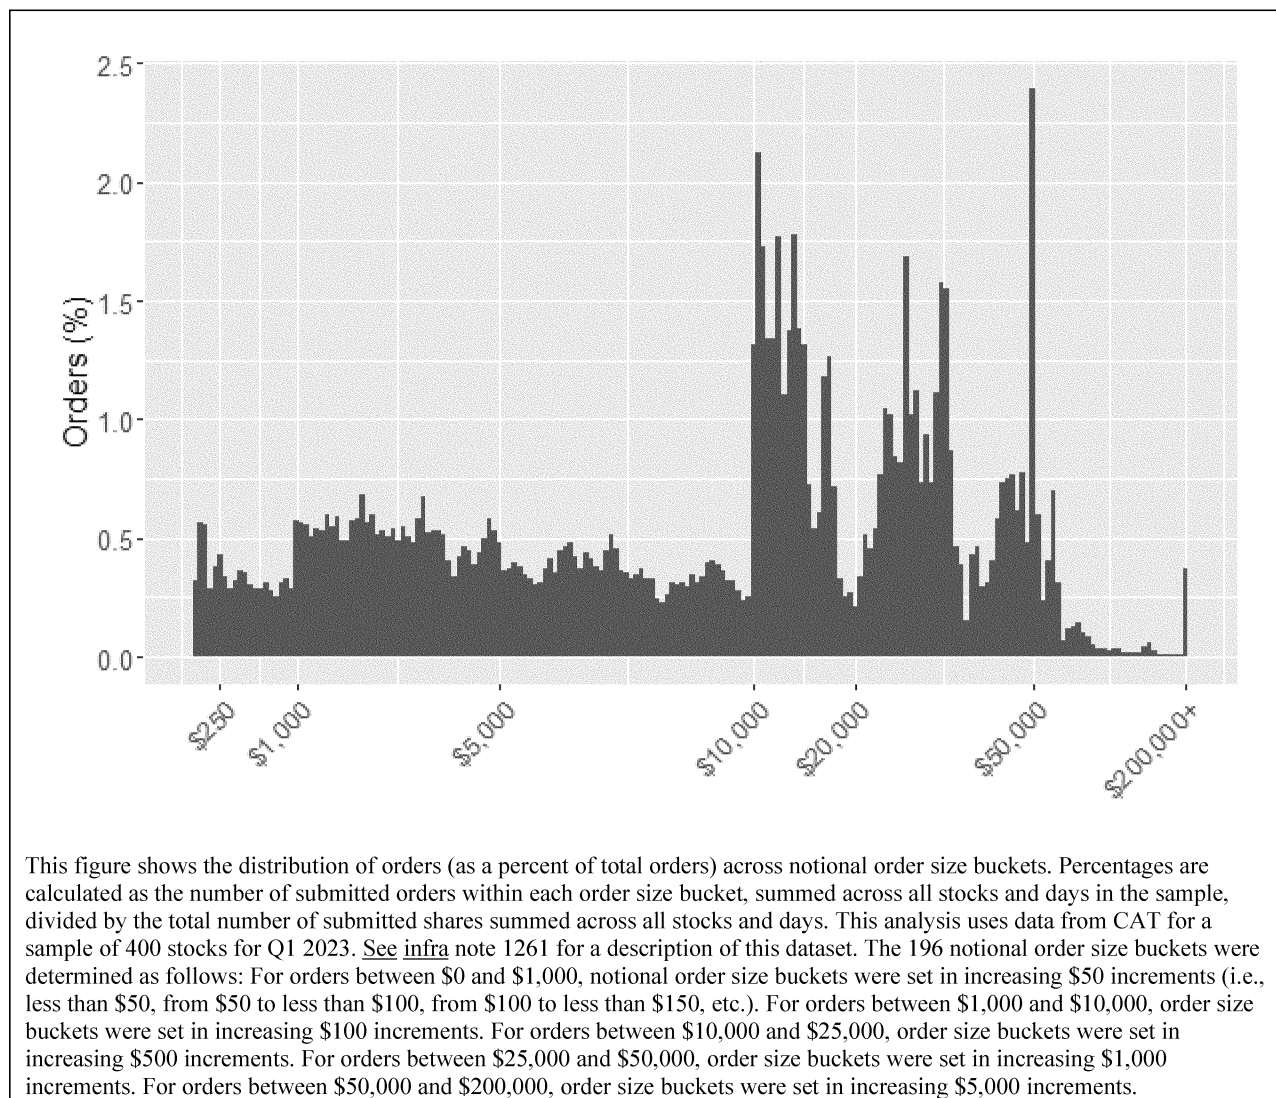 2.5
2.0
1.5
1.0
0.5
0.0
Orders (%)
$250
$1,000
$5,000
$10,000
$20,000
$50,000
$200,000+
This figure shows the distribution of orders (as a percent of total orders) across notional order size buckets. Percentages are
calculated as the number of submitted orders within each order size bucket, summed across all stocks and days in the sample,
divided by the total number of submitted shares summed across all stocks and days. This analysis uses data from CAT for a
sample of 400 stocks for Q1 2023. See infra note 1261 for a description of this dataset. The 196 notional order size buckets were
determined as follows: For orders between $0 and $1,000, notional order size buckets were set in increasing $50 increments (i.e.,
less than $50, from $50 to less than $100, from $100 to less than $150, etc.). For orders between $1,000 and $10,000, order size
buckets were set in increasing $100 increments. For orders between $10,000 and $25,000, order size buckets were set in
increasing $500 increments. For orders between $25,000 and $50,000, order size buckets were set in increasing $1,000
increments. For orders between $50,000 and $200,000, order size buckets were set in increasing $5,000 increments.